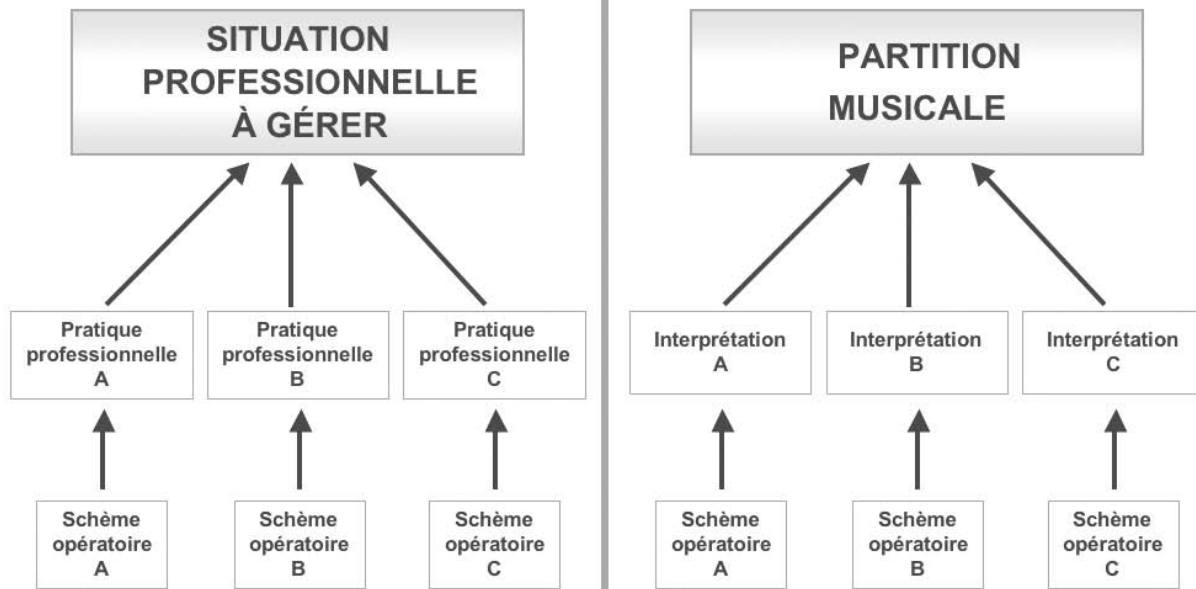 SITUATION
PROFESSIONNELLE
À GÉRER
Pratique
professionnelle
A
Pratique
professionnelle
B
Pratique
professionnelle
C
Schème
opératoire
A
Schème
opératoire
B
Schème
opératoire
C
PARTITION
MUSICALE
Interprétation
A
Interprétation
B
Interprétation
C
Schème
opératoire
A
Schème
opératoire
B
Schème
opératoire
C